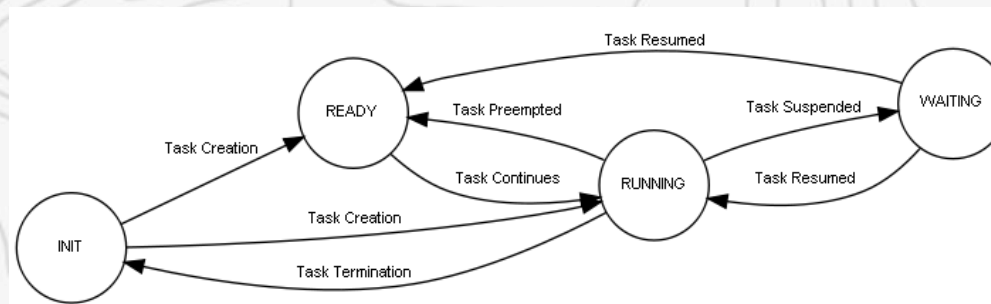 Task Resumed
READY
Task Preempted
Task Suspended
WAITING
Task Creation
Task Continues
RUNNING
Task Resumed
Task Creation
INIT
Task Termination